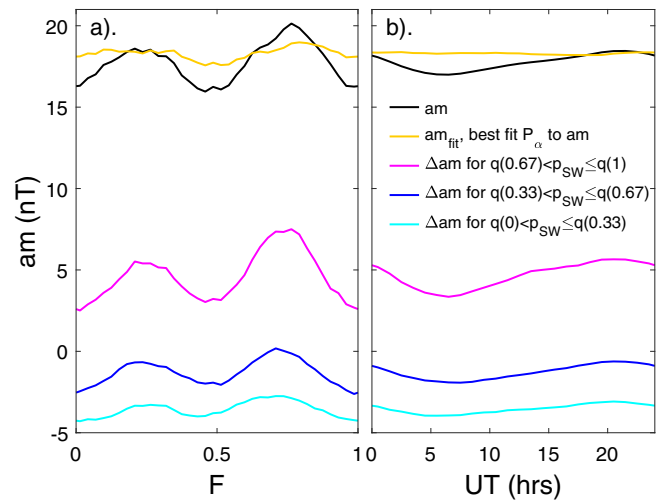 a).
b).
20
15
10
5
0
-5
am (nT)
am
am_fit, best fit P_α to am
Δam for q(0.67)<p_SW≤q(1)
Δam for q(0.33)<p_SW≤q(0.67)
Δam for q(0)<p_SW≤q(0.33)
0 0.5 1
0 5 10 15 20
F
UT (hrs)